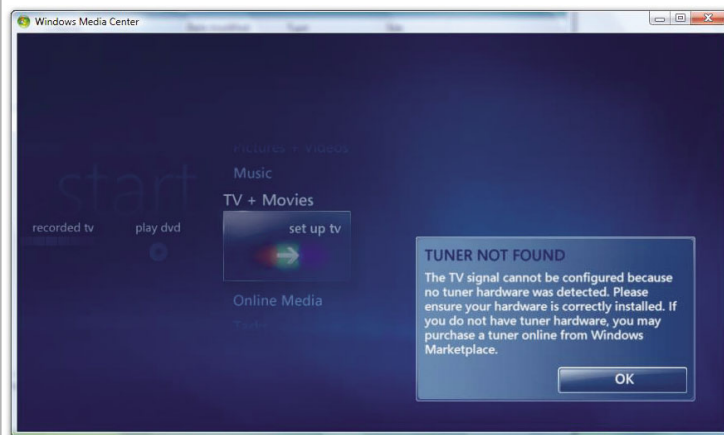 Windows Media Center
start
Pictures + Videos
Music
TV + Movies
recorded tv
play dvd
set up tv
Online Media
TUNER NOT FOUND
The TV signal cannot be configured because
no tuner hardware was detected. Please
ensure your hardware is correctly installed. If
you do not have tuner hardware, you may
purchase a tuner online from Windows
Marketplace.
OK